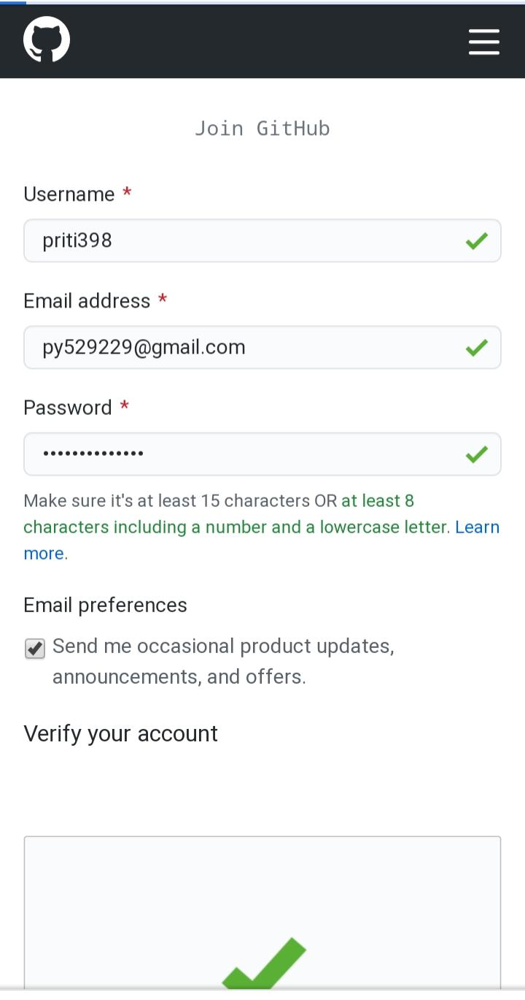 Join GitHub
Username *
priti398
Email address *
py529229@gmail.com
Password *
••••••••••••••
Make sure it's at least 15 characters OR at least 8
characters including a number and a lowercase letter. Learn
more.
Email preferences
Send me occasional product updates,
announcements, and offers.
Verify your account